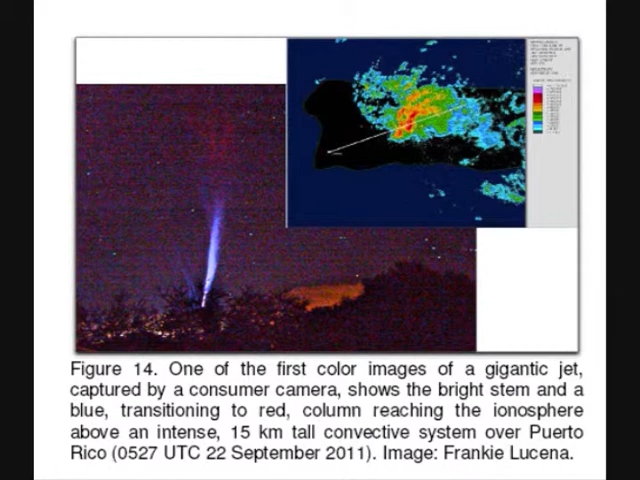 Figure 14. One of the first color images of a gigantic jet,
captured by a consumer camera, shows the bright stem and a
blue, transitioning to red, column reaching the ionosphere
above an intense, 15 km tall convective system over Puerto
Rico (0527 UTC 22 September 2011). Image: Frankie Lucena.